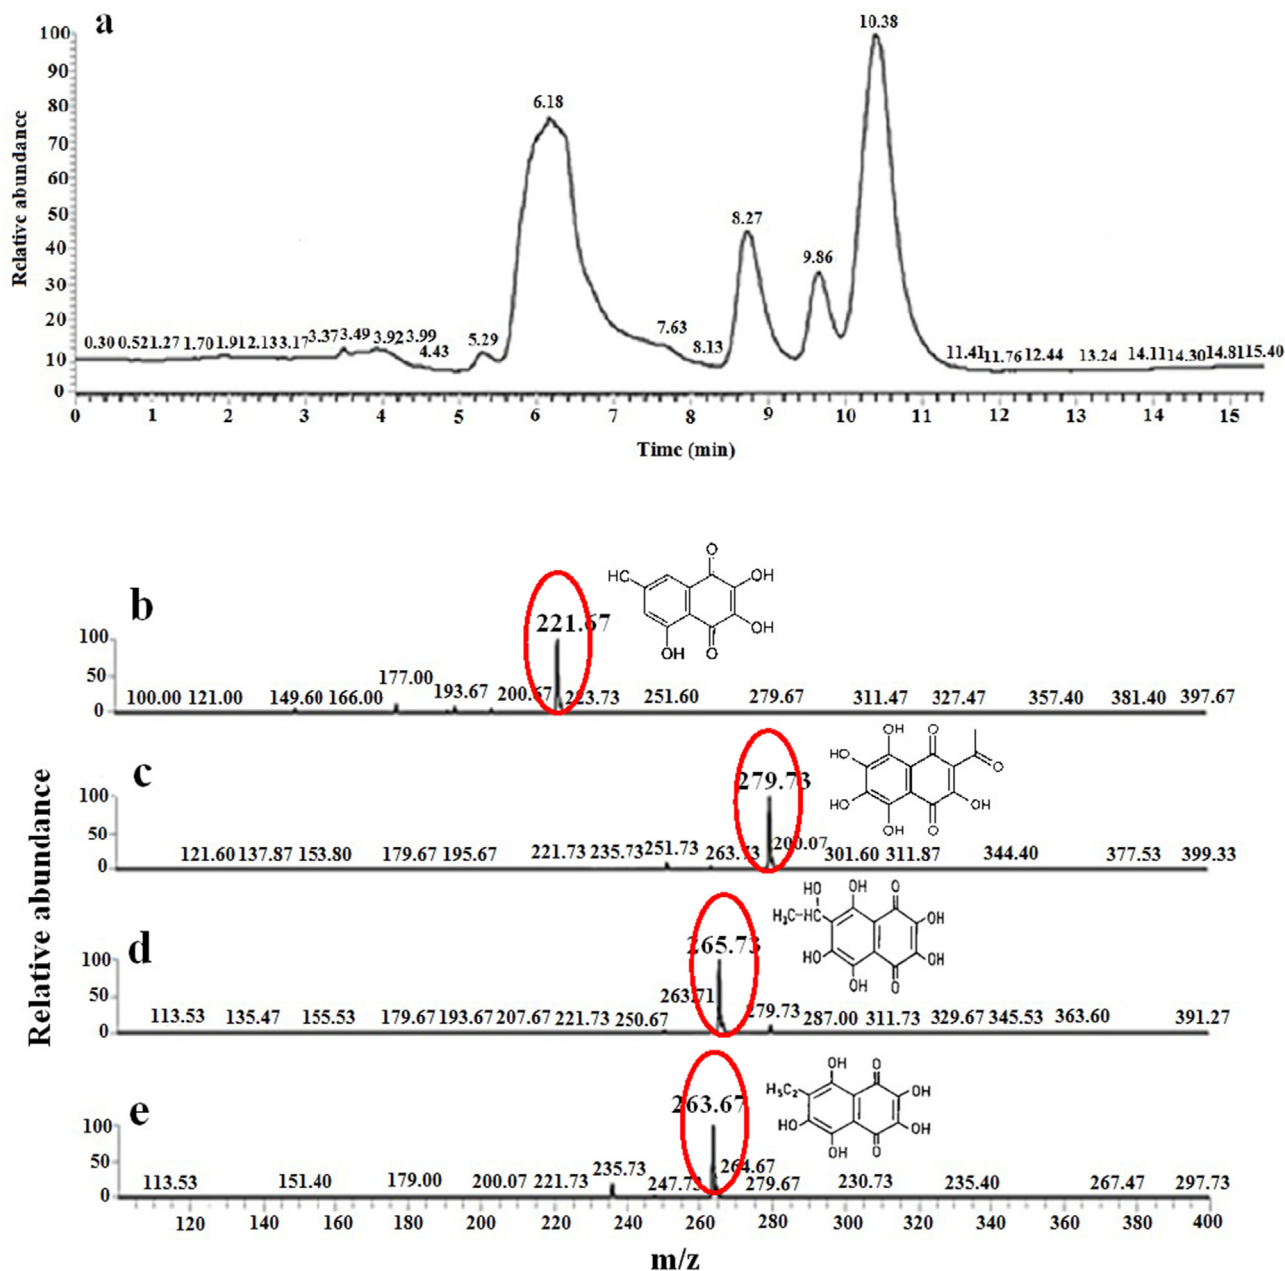 a
10.38
6.18
8.27
9.86
7.63
8.13
0.30 0.52 1.27 1.70 1.91 2.13 3.17 3.37 3.49 3.92 3.99 4.43 5.29
11.41 11.76 12.44 13.24 14.11 14.30 14.81 15.40
100
90
80
70
60
50
40
30
20
10
0
Relative abundance
0 1 2 3 4 5 6 7 8 9 10 11 12 13 14 15
Time (min)
b
HO
O
OH
OH
OH
O
221.67
100
50
0
100.00 121.00 149.60 166.00 177.00 193.67 200.67 223.73 251.60 279.67 311.47 327.47 357.40 381.40 397.67
c
OH
O
HO
O
HO
OH
OH
O
279.73
100
50
0
121.60 137.87 153.80 179.67 195.67 221.73 235.73 251.73 263.73 200.07 301.60 311.87 344.40 377.53 399.33
Relative abundance
d
HO
OH
O
H₃C
OH
HO
OH
OH
O
265.73
100
50
0
113.53 135.47 155.53 179.67 193.67 207.67 221.73 250.67 263.71 279.73 287.00 311.73 329.67 345.53 363.60 391.27
e
OH
O
H₅C₂
OH
HO
OH
OH
O
263.67
100
50
0
113.53 151.40 179.00 200.07 221.73 235.73 247.73 264.67 279.67 230.73 235.40 267.47 297.73
120 140 160 180 200 220 240 260 280 300 320 340 360 380 400
m/z